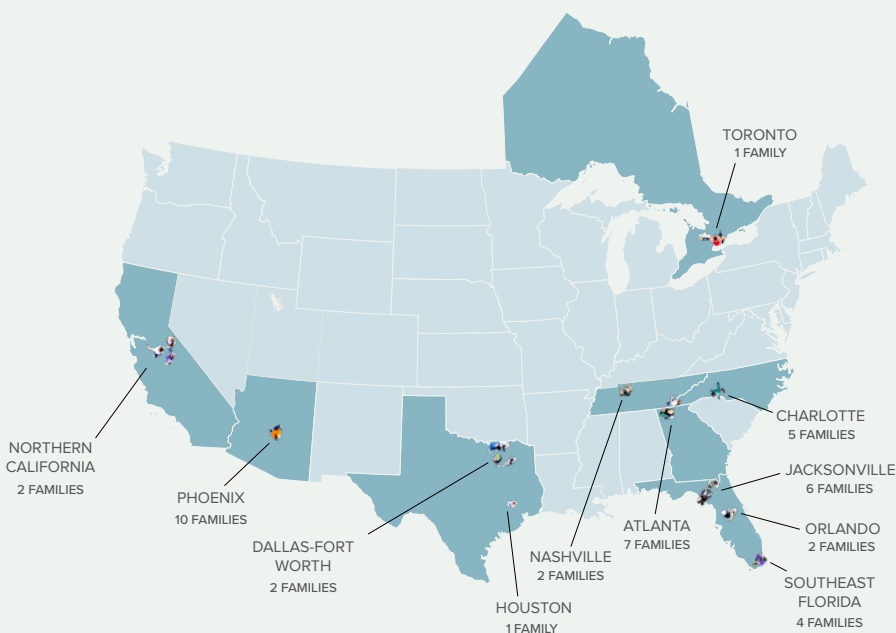 TORONTO
1 FAMILY
NORTHERN
CALIFORNIA
2 FAMILIES
PHOENIX
10 FAMILIES
DALLAS-FORT
WORTH
2 FAMILIES
HOUSTON
1 FAMILY
NASHVILLE
2 FAMILIES
ATLANTA
7 FAMILIES
CHARLOTTE
5 FAMILIES
JACKSONVILLE
6 FAMILIES
ORLANDO
2 FAMILIES
SOUTHEAST
FLORIDA
4 FAMILIES